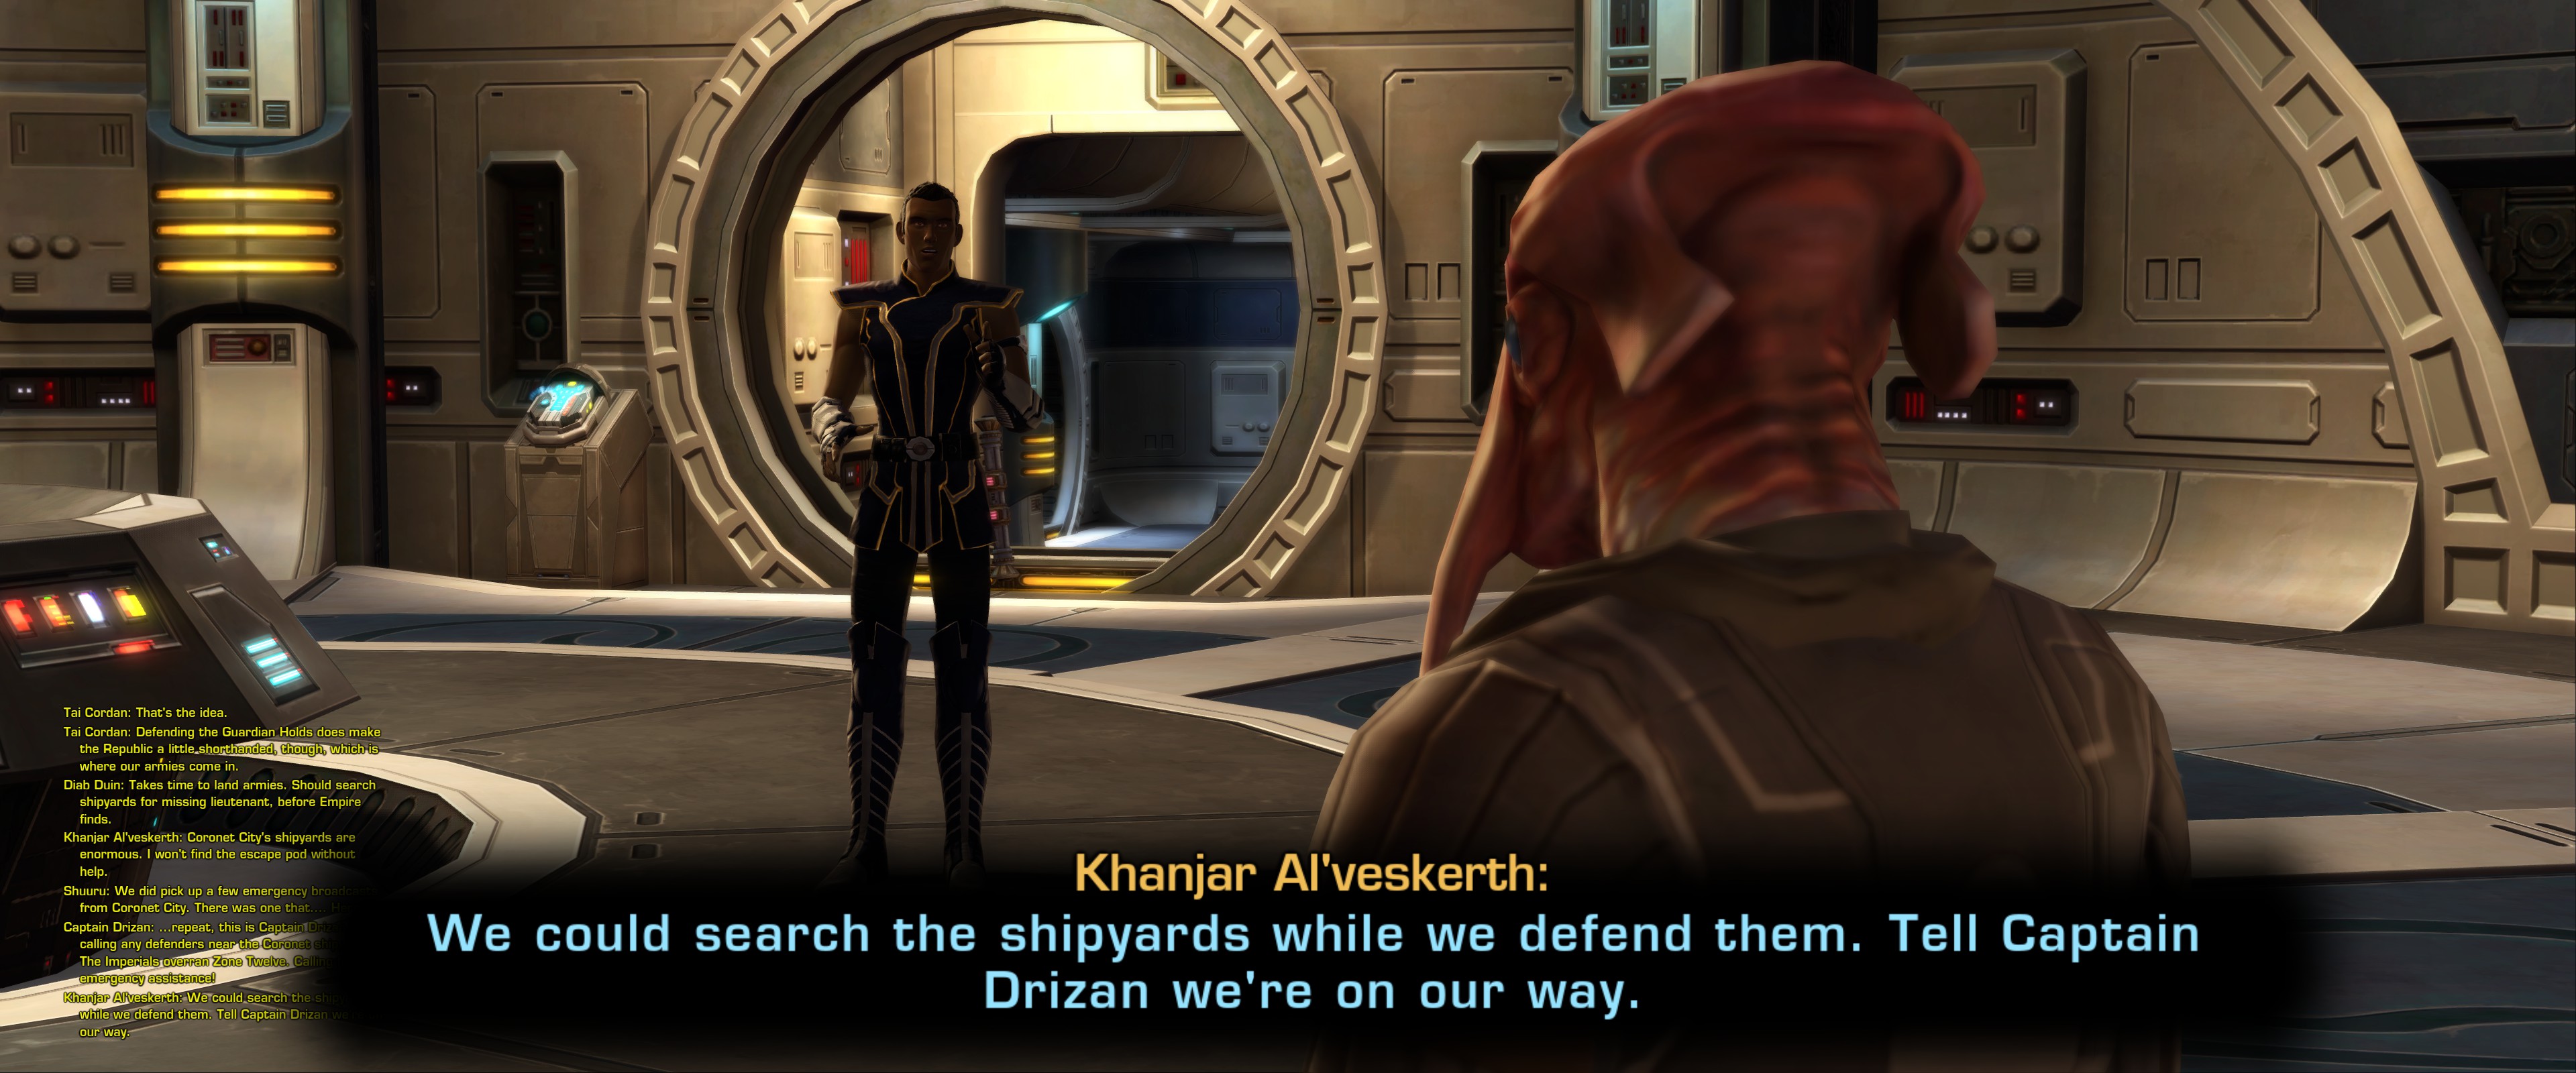 Tai Cordan: That's the idea.
Tai Cordan: Defending the Guardian Holds does make
the Republic a little shorthanded, though, which is
where our armies come in.
Diab Duin: Takes time to land armies. Should search
shipyards for missing lieutenant, before Empire
finds.
Khanjar Al'veskerth: Coronet City's shipyards are
enormous. I won't find the escape pod without
help.
Shuuru: We did pick up a few emergency
from Coronet City. There was one that....
Captain Drizan: ...repeat, this is Captain
calling any defenders near the Coronet
The Imperials overran Zone Twelve.
emergency assistance!
Khanjar Al'veskerth: We could search the
while we defend them. Tell Captain Drizan
our way.
Khanjar Al'veskerth:
We could search the shipyards while we defend them. Tell Captain
Drizan we're on our way.